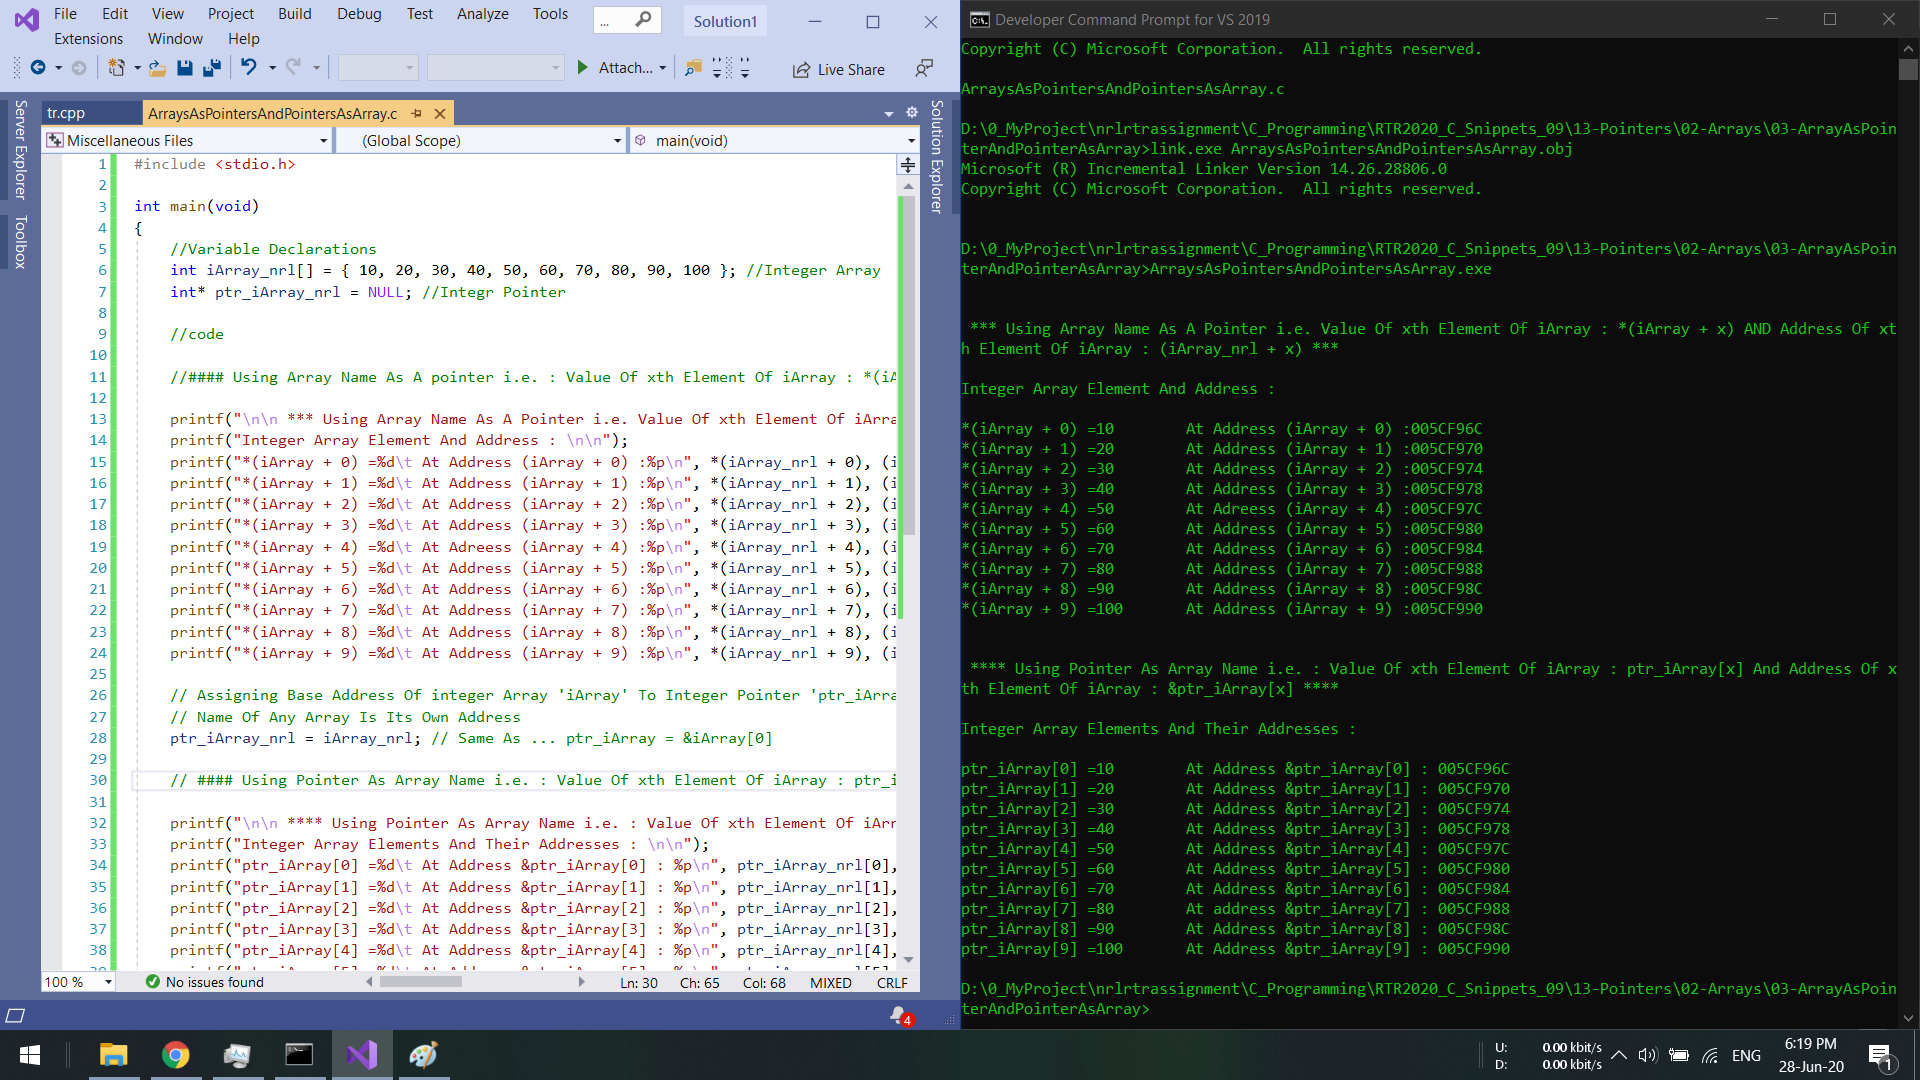 File Edit View Project Build Debug Test Analyze Tools ... Solution1
Extensions Window Help
Attach... Live Share
Server Explorer
Toolbox
tr.cpp ArraysAsPointersAndPointersAsArray.c
Miscellaneous Files (Global Scope) main(void)
Solution Explorer
1 #include <stdio.h>
2
3 int main(void)
4 {
5 //Variable Declarations
6 int iArray_nrl[] = { 10, 20, 30, 40, 50, 60, 70, 80, 90, 100 }; //Integer Array
7 int* ptr_iArray_nrl = NULL; //Integr Pointer
8
9 //code
10
11 //#### Using Array Name As A pointer i.e. : Value Of xth Element Of iArray : *(iA
12
13 printf("\n\n *** Using Array Name As A Pointer i.e. Value Of xth Element Of iArra
14 printf("Integer Array Element And Address : \n\n");
15 printf("*(iArray + 0) =%d\t At Address (iArray + 0) :%p\n", *(iArray_nrl + 0), (i
16 printf("*(iArray + 1) =%d\t At Address (iArray + 1) :%p\n", *(iArray_nrl + 1), (i
17 printf("*(iArray + 2) =%d\t At Address (iArray + 2) :%p\n", *(iArray_nrl + 2), (i
18 printf("*(iArray + 3) =%d\t At Address (iArray + 3) :%p\n", *(iArray_nrl + 3), (i
19 printf("*(iArray + 4) =%d\t At Adreess (iArray + 4) :%p\n", *(iArray_nrl + 4), (i
20 printf("*(iArray + 5) =%d\t At Address (iArray + 5) :%p\n", *(iArray_nrl + 5), (i
21 printf("*(iArray + 6) =%d\t At Address (iArray + 6) :%p\n", *(iArray_nrl + 6), (i
22 printf("*(iArray + 7) =%d\t At Address (iArray + 7) :%p\n", *(iArray_nrl + 7), (i
23 printf("*(iArray + 8) =%d\t At Address (iArray + 8) :%p\n", *(iArray_nrl + 8), (i
24 printf("*(iArray + 9) =%d\t At Address (iArray + 9) :%p\n", *(iArray_nrl + 9), (i
25
26 // Assigning Base Address Of integer Array 'iArray' To Integer Pointer 'ptr_iArra
27 // Name Of Any Array Is Its Own Address
28 ptr_iArray_nrl = iArray_nrl; // Same As ... ptr_iArray = &iArray[0]
29
30 // #### Using Pointer As Array Name i.e. : Value Of xth Element Of iArray : ptr_i
31
32 printf("\n\n **** Using Pointer As Array Name i.e. : Value Of xth Element Of iArr
33 printf("Integer Array Elements And Their Addresses : \n\n");
34 printf("ptr_iArray[0] =%d\t At Address &ptr_iArray[0] : %p\n", ptr_iArray_nrl[0],
35 printf("ptr_iArray[1] =%d\t At Address &ptr_iArray[1] : %p\n", ptr_iArray_nrl[1],
36 printf("ptr_iArray[2] =%d\t At Address &ptr_iArray[2] : %p\n", ptr_iArray_nrl[2],
37 printf("ptr_iArray[3] =%d\t At Address &ptr_iArray[3] : %p\n", ptr_iArray_nrl[3],
38 printf("ptr_iArray[4] =%d\t At Address &ptr_iArray[4] : %p\n", ptr_iArray_nrl[4],
100 % No issues found Ln: 30 Ch: 65 Col: 68 MIXED CRLF
4
Developer Command Prompt for VS 2019
Copyright (C) Microsoft Corporation.  All rights reserved.
ArraysAsPointersAndPointersAsArray.c
D:\0_MyProject\nrlrtrassignment\C_Programming\RTR2020_C_Snippets_09\13-Pointers\02-Arrays\03-ArrayAsPoin
terAndPointerAsArray>link.exe ArraysAsPointersAndPointersAsArray.obj
Microsoft (R) Incremental Linker Version 14.26.28806.0
Copyright (C) Microsoft Corporation.  All rights reserved.
D:\0_MyProject\nrlrtrassignment\C_Programming\RTR2020_C_Snippets_09\13-Pointers\02-Arrays\03-ArrayAsPoin
terAndPointerAsArray>ArraysAsPointersAndPointersAsArray.exe
*** Using Array Name As A Pointer i.e. Value Of xth Element Of iArray : *(iArray + x) AND Address Of xt
h Element Of iArray : (iArray_nrl + x) ***
Integer Array Element And Address :
*(iArray + 0) =10 At Address (iArray + 0) :005CF96C
*(iArray + 1) =20 At Address (iArray + 1) :005CF970
*(iArray + 2) =30 At Address (iArray + 2) :005CF974
*(iArray + 3) =40 At Address (iArray + 3) :005CF978
*(iArray + 4) =50 At Address (iArray + 4) :005CF97C
*(iArray + 5) =60 At Address (iArray + 5) :005CF980
*(iArray + 6) =70 At Address (iArray + 6) :005CF984
*(iArray + 7) =80 At Address (iArray + 7) :005CF988
*(iArray + 8) =90 At Address (iArray + 8) :005CF98C
*(iArray + 9) =100 At Address (iArray + 9) :005CF990
**** Using Pointer As Array Name i.e. : Value Of xth Element Of iArray : ptr_iArray[x] And Address Of x
th Element Of iArray : &ptr_iArray[x] ****
Integer Array Elements And Their Addresses :
ptr_iArray[0] =10 At Address &ptr_iArray[0] : 005CF96C
ptr_iArray[1] =20 At Address &ptr_iArray[1] : 005CF970
ptr_iArray[2] =30 At Address &ptr_iArray[2] : 005CF974
ptr_iArray[3] =40 At Address &ptr_iArray[3] : 005CF978
ptr_iArray[4] =50 At Address &ptr_iArray[4] : 005CF97C
ptr_iArray[5] =60 At Address &ptr_iArray[5] : 005CF980
ptr_iArray[6] =70 At Address &ptr_iArray[6] : 005CF984
ptr_iArray[7] =80 At address &ptr_iArray[7] : 005CF988
ptr_iArray[8] =90 At Address &ptr_iArray[8] : 005CF98C
ptr_iArray[9] =100 At Address &ptr_iArray[9] : 005CF990
D:\0_MyProject\nrlrtrassignment\C_Programming\RTR2020_C_Snippets_09\13-Pointers\02-Arrays\03-ArrayAsPoin
terAndPointerAsArray>
U: 0.00 kbit/s
D: 0.00 kbit/s
ENG
6:19 PM
28-Jun-20
1